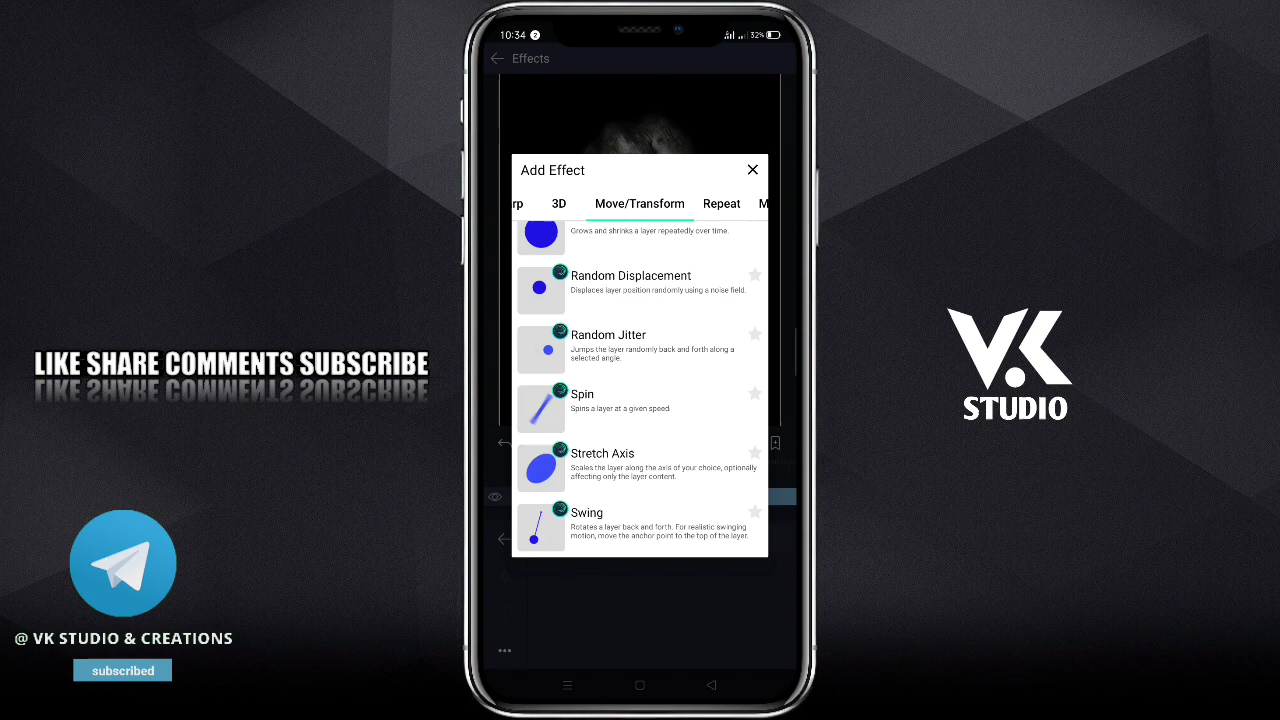 10:34 2
32%
Effects
Add Effect
rp 3D Move/Transform Repeat M
Grows and shrinks a layer repeatedly over time.
Random Displacement
Displaces layer position randomly using a noise field.
Random Jitter
Jumps the layer randomly back and forth along a
selected angle.
Spin
Spins a layer at a given speed.
Stretch Axis
Scales the layer along the axis of your choice, optionally
affecting only the layer content.
Swing
Rotates a layer back and forth. For realistic swinging
motion, move the anchor point to the top of the layer.
LIKE SHARE COMMENTS SUBSCRIBE
@ VK STUDIO & CREATIONS
subscribed
VK
STUDIO